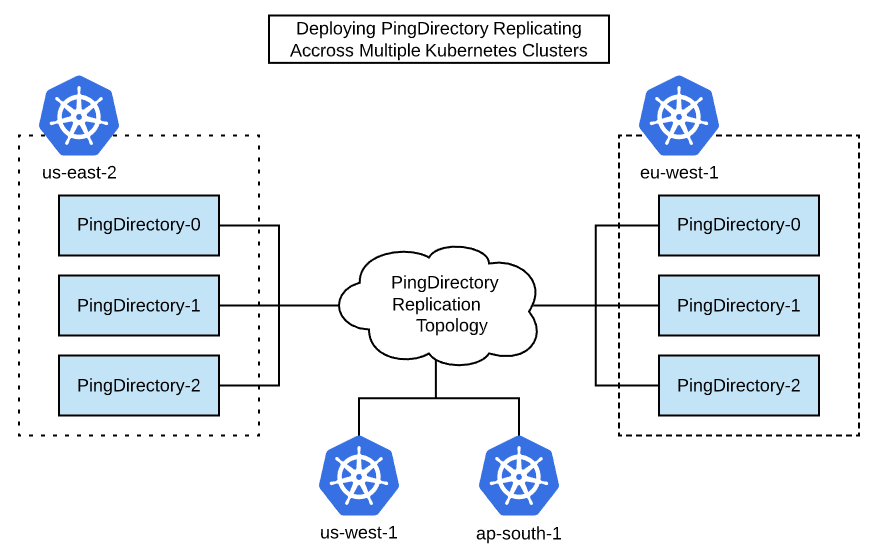 Deploying PingDirectory Replicating
Accross Multiple Kubernetes Clusters
us-east-2
PingDirectory-0
PingDirectory-1
PingDirectory-2
PingDirectory
Replication
Topology
eu-west-1
PingDirectory-0
PingDirectory-1
PingDirectory-2
us-west-1
ap-south-1